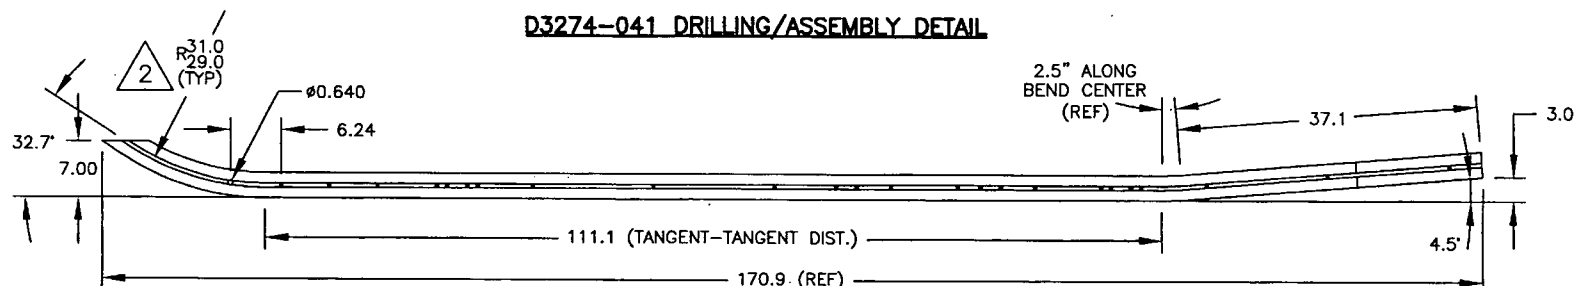 D3274-041 DRILLING/ASSEMBLY DETAIL
2
R31.0
29.0
(TYP)
ø0.640
6.24
32.7°
7.00
2.5" ALONG
BEND CENTER
(REF)
37.1
3.0
4.5°
111.1 (TANGENT-TANGENT DIST.)
170.9 (REF)